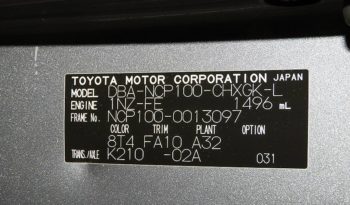 TOYOTA MOTOR CORPORATION JAPAN
MODEL DBA-NCP100-CHXGK-L
ENGINE 1NZ-FE 1496 mL
FRAME No. NCP100-0013097
COLOR TRIM PLANT OPTION
8T4 FA10 A32
TRANS./AXLE K210 -02A 031